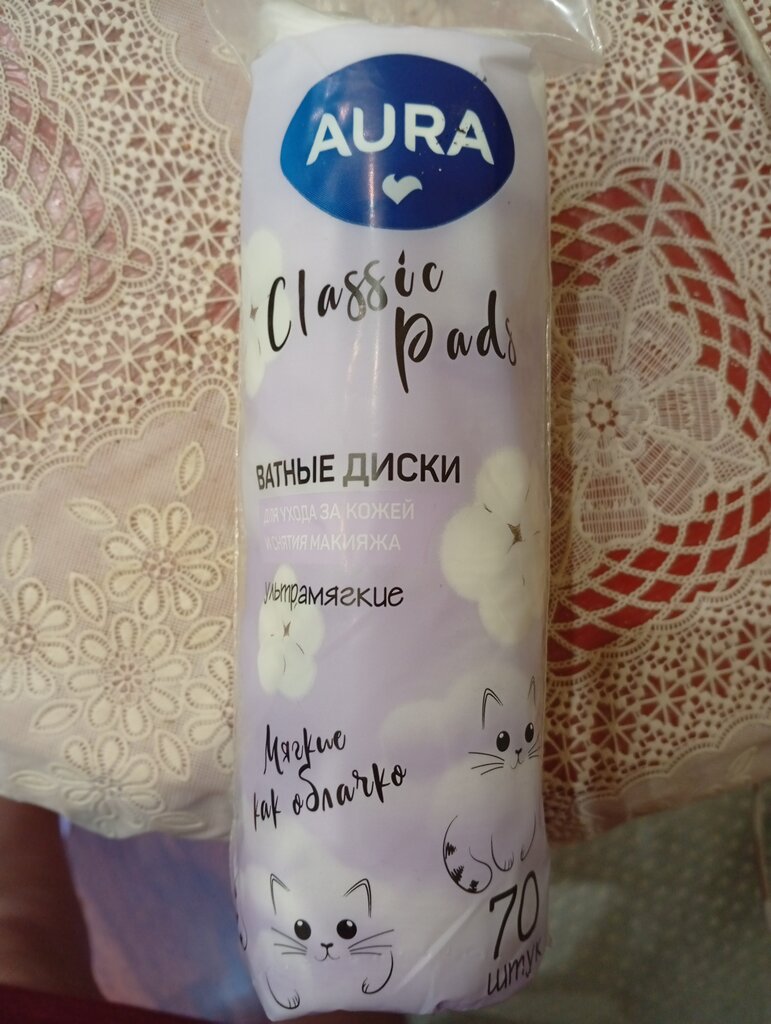 AURA
Classic
Pads
ВАТНЫЕ ДИСКИ
ДЛЯ УХОДА ЗА КОЖЕЙ
И СНЯТИЯ МАКИЯЖА
ультрамягкие
Мягкие
как облачко
70
штук